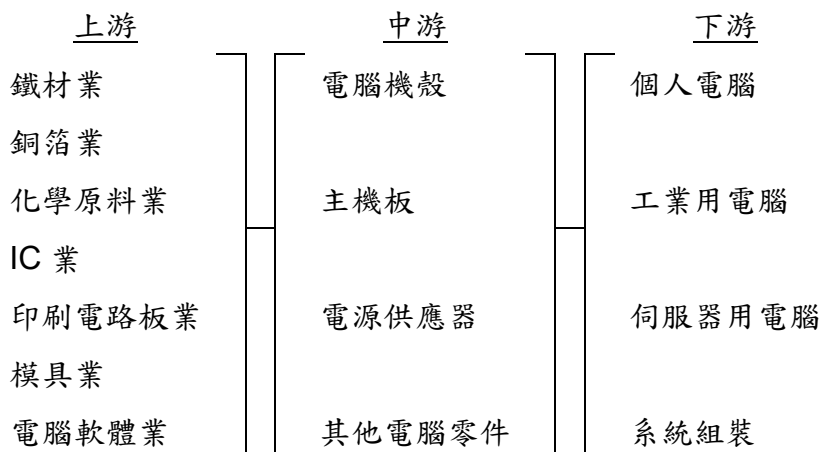 上游 中游 下游
鐵材業 電腦機殼 個人電腦
銅箔業
化學原料業 主機板 工業用電腦
IC 業
印刷電路板業 電源供應器 伺服器用電腦
模具業
電腦軟體業 其他電腦零件 系統組裝